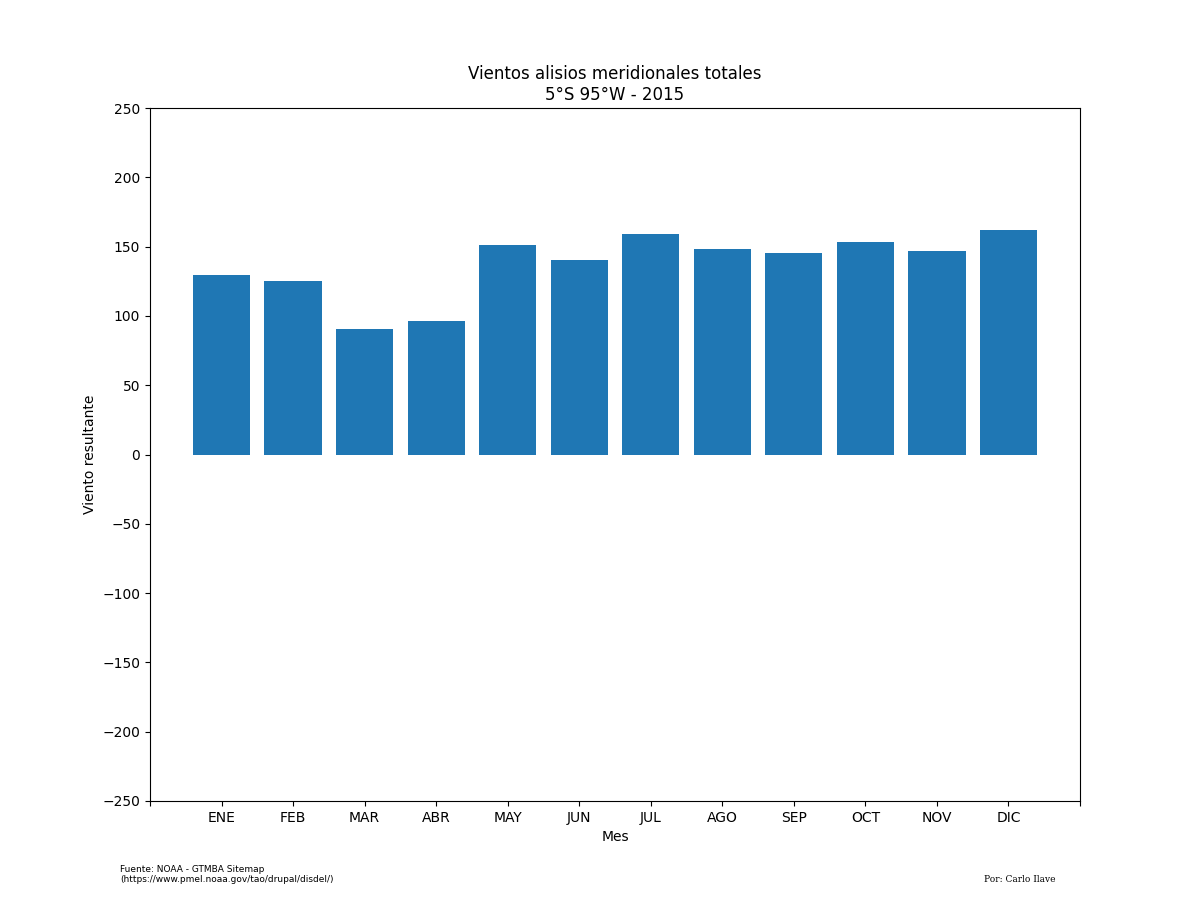 Vientos alisios meridionales totales
5°S 95°W - 2015
250
200
150
100
50
0
−50
−100
−150
−200
−250
Viento resultante
ENE FEB MAR ABR MAY JUN JUL AGO SEP OCT NOV DIC
Mes
Fuente: NOAA - GTMBA Sitemap
(https://www.pmel.noaa.gov/tao/drupal/disdel/)
Por: Carlo Ilave